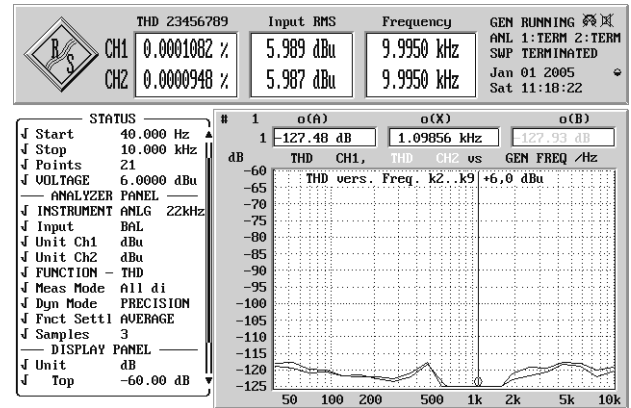 THD 23456789 Input RMS Frequency
CH1 0.0001082 % 5.989 dBu 9.9950 kHz
CH2 0.0000948 % 5.987 dBu 9.9950 kHz
R S
GEN RUNNING
ANL 1:TERM 2:TERM
SWP TERMINATED
Jan 01 2005
Sat 11:18:22
STATUS
Start 40.000 Hz
Stop 10.000 kHz
Points 21
VOLTAGE 6.0000 dBu
ANALYZER PANEL
INSTRUMENT ANLG 22kHz
Input BAL
Unit Ch1 dBu
Unit Ch2 dBu
FUNCTION - THD
Meas Mode All di
Dyn Mode PRECISION
Fnct Settl AVERAGE
Samples 3
DISPLAY PANEL
Unit dB
Top -60.00 dB
# 1 o(A) o(X) o(B)
1 -127.48 dB 1.09856 kHz -127.93 dB
dB THD CH1, THD CH2 vs GEN FREQ /Hz
THD vers. Freq. k2..k9 +6,0 dBu
-60
-65
-70
-75
-80
-85
-90
-95
-100
-105
-110
-115
-120
-125
50 100 200 500 1k 2k 5k 10k